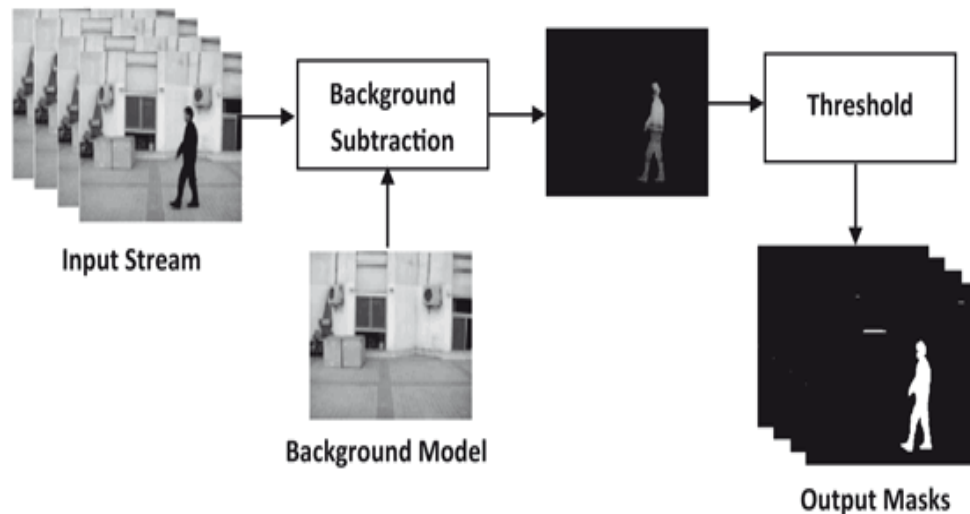 Background
Subtraction
Threshold
Input Stream
Background Model
Output Masks